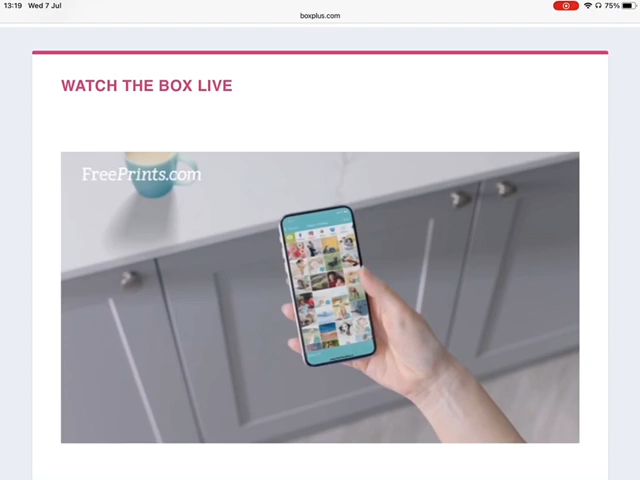 13:19 Wed 7 Jul
75%
boxplus.com
WATCH THE BOX LIVE
FreePrints.com